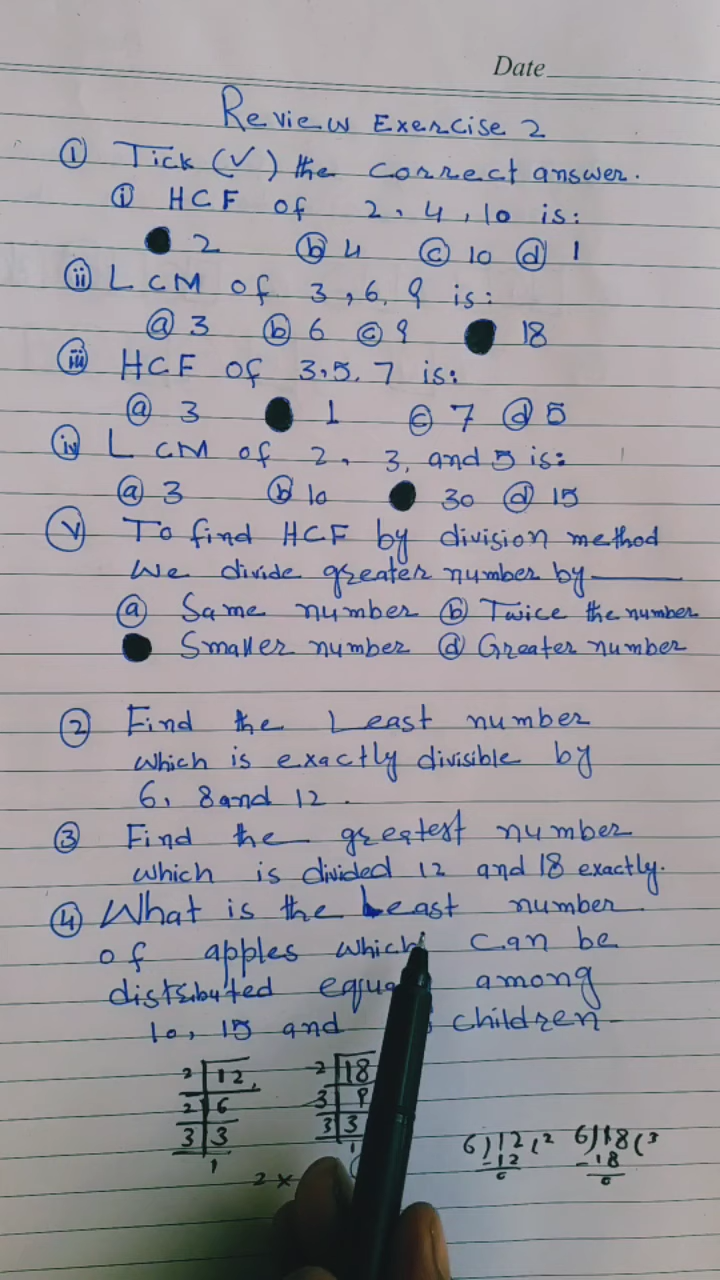 Date
Review Exercise 2
① Tick (✓) the correct answer.
ⓘ HCF of 2, 4, 10 is:
2 ⓑ 4 ⓒ 10 ⓓ 1
ⓘⓘ LCM of 3, 6, 9 is:
ⓐ 3 ⓑ 6 ⓒ 9 18
ⓘⓘⓘ HCF of 3, 5, 7 is:
ⓐ 3 1 ⓒ 7 ⓓ 5
ⓘⓥ LCM of 2, 3, and 5 is:
ⓐ 3 ⓑ 10 30 ⓓ 15
ⓥ To find HCF by division method
we divide greater number by
ⓐ Same number ⓑ Twice the number
Smaller number ⓓ Greater number
② Find the Least number
which is exactly divisible by
6, 8 and 12.
③ Find the greatest number
which is divided 12 and 18 exactly.
④ What is the Least number
of apples which can be
distributed among
10, 15 and children
2 | 12 2 | 18
2 | 6 3 | 9
3 | 3 3 | 3
1 1
6)12(2 6)18(3
-12 -18
0 0
2 ×